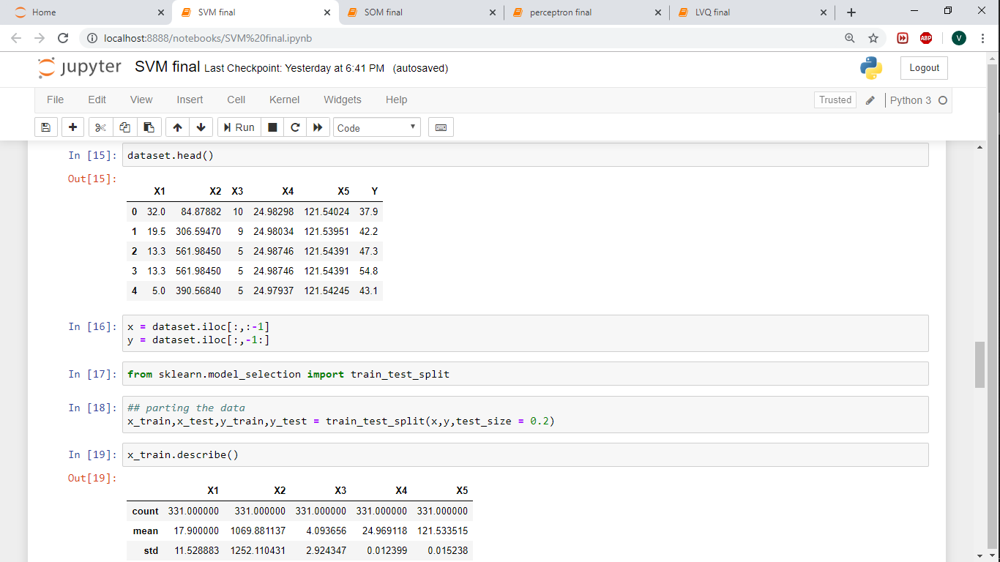 Home SVM final SOM final perceptron final LVQ final
localhost:8888/notebooks/SVM%20final.ipynb ABP V
jupyter SVM final Last Checkpoint: Yesterday at 6:41 PM (autosaved) Logout
File Edit View Insert Cell Kernel Widgets Help Trusted Python 3
Run Code
In [15]: dataset.head()
Out[15]:
X1 X2 X3 X4 X5 Y
0 32.0 84.87882 10 24.98298 121.54024 37.9
1 19.5 306.59470 9 24.98034 121.53951 42.2
2 13.3 561.98450 5 24.98746 121.54391 47.3
3 13.3 561.98450 5 24.98746 121.54391 54.8
4 5.0 390.56840 5 24.97937 121.54245 43.1
In [16]: x = dataset.iloc[:,:-1]
y = dataset.iloc[:,-1:]
In [17]: from sklearn.model_selection import train_test_split
In [18]: ## parting the data
x_train,x_test,y_train,y_test = train_test_split(x,y,test_size = 0.2)
In [19]: x_train.describe()
Out[19]:
X1 X2 X3 X4 X5
count 331.000000 331.000000 331.000000 331.000000 331.000000
mean 17.900000 1069.881137 4.093656 24.969118 121.533515
std 11.528883 1252.110431 2.924347 0.012399 0.015238